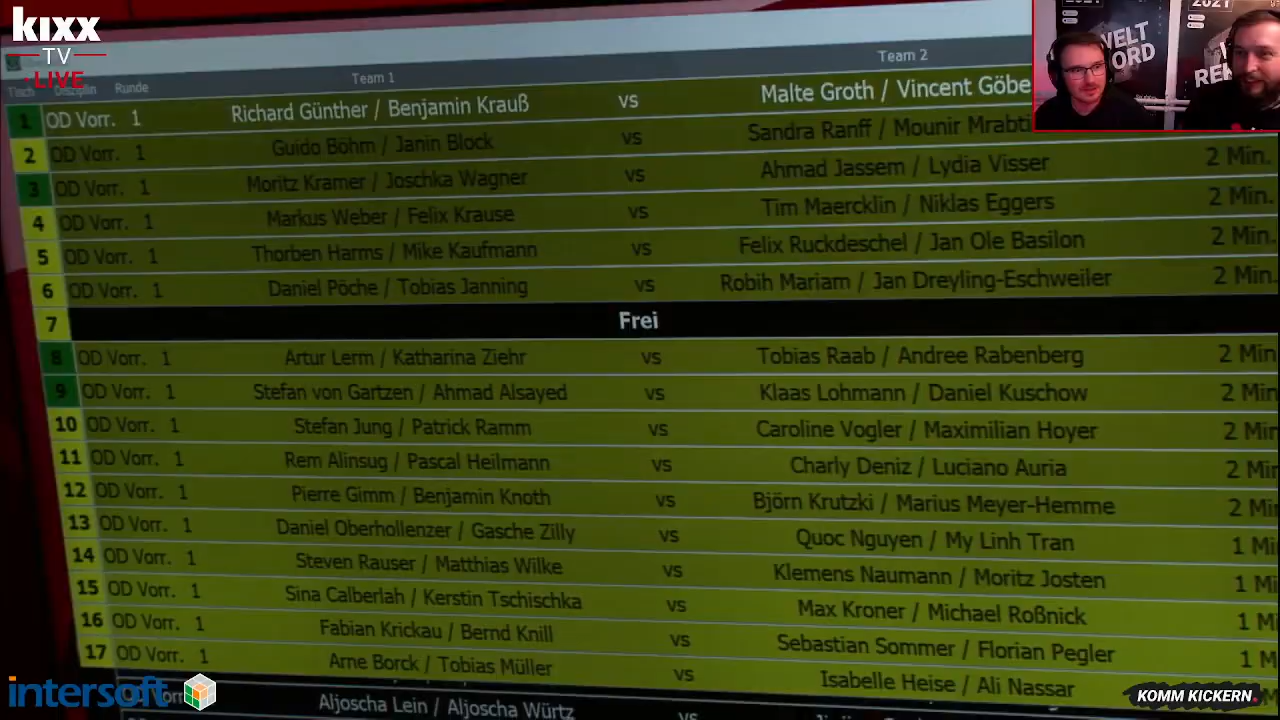 kixx
TV
LIVE
2021
WELT
2021
REK
Tisch Disziplin Runde Team 1 Team 2
1 OD Vorr. 1 Richard Günther / Benjamin Krauß vs Malte Groth / Vincent Göbe
2 OD Vorr. 1 Guido Böhm / Janin Block vs Sandra Ranff / Mounir Mrabti
3 OD Vorr. 1 Moritz Kramer / Joschka Wagner vs Ahmad Jassem / Lydia Visser 2 Min.
4 OD Vorr. 1 Markus Weber / Felix Krause vs Tim Maercklin / Niklas Eggers 2 Min.
5 OD Vorr. 1 Thorben Harms / Mike Kaufmann vs Felix Ruckdeschel / Jan Ole Basilon 2 Min.
6 OD Vorr. 1 Daniel Pöche / Tobias Janning vs Robih Mariam / Jan Dreyling-Eschweiler 2 Min.
7 Frei
8 OD Vorr. 1 Artur Lerm / Katharina Ziehr vs Tobias Raab / Andree Rabenberg 2 Min
9 OD Vorr. 1 Stefan von Gartzen / Ahmad Alsayed vs Klaas Lohmann / Daniel Kuschow 2 Min
10 OD Vorr. 1 Stefan Jung / Patrick Ramm vs Caroline Vogler / Maximilian Hoyer 2 Min
11 OD Vorr. 1 Rem Alinsug / Pascal Heilmann vs Charly Deniz / Luciano Auria 2 Min
12 OD Vorr. 1 Pierre Gimm / Benjamin Knoth vs Björn Krutzki / Marius Meyer-Hemme 2 Mi
13 OD Vorr. 1 Daniel Oberhollenzer / Gasche Zilly vs Quoc Nguyen / My Linh Tran 1 Mi
14 OD Vorr. 1 Steven Rauser / Matthias Wilke vs Klemens Naumann / Moritz Josten 1 Mi
15 OD Vorr. 1 Sina Calberlah / Kerstin Tschischka vs Max Kroner / Michael Roßnick 1 M
16 OD Vorr. 1 Fabian Krickau / Bernd Knill vs Sebastian Sommer / Florian Pegler 1 M
17 OD Vorr. 1 Arne Borck / Tobias Müller vs Isabelle Heise / Ali Nassar
Aljoscha Lein / Aljoscha Würtz vs
intersoft
KOMM KICKERN.